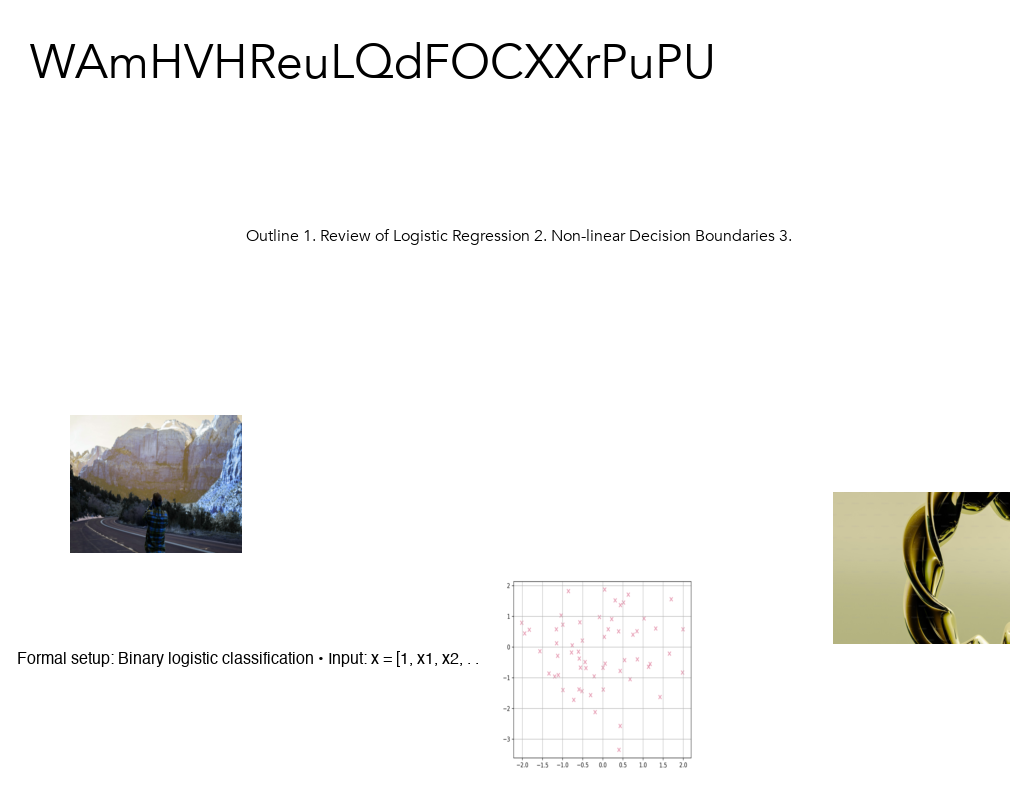 WAmHVHReuLQdFOCXXrPuPU
Outline 1. Review of Logistic Regression 2. Non-linear Decision Boundaries 3.
Formal setup: Binary logistic classification • Input: x = [1, x1, x2, . .
2
1
0
−1
−2
−3
−2.0 −1.5 −1.0 −0.5 0.0 0.5 1.0 1.5 2.0